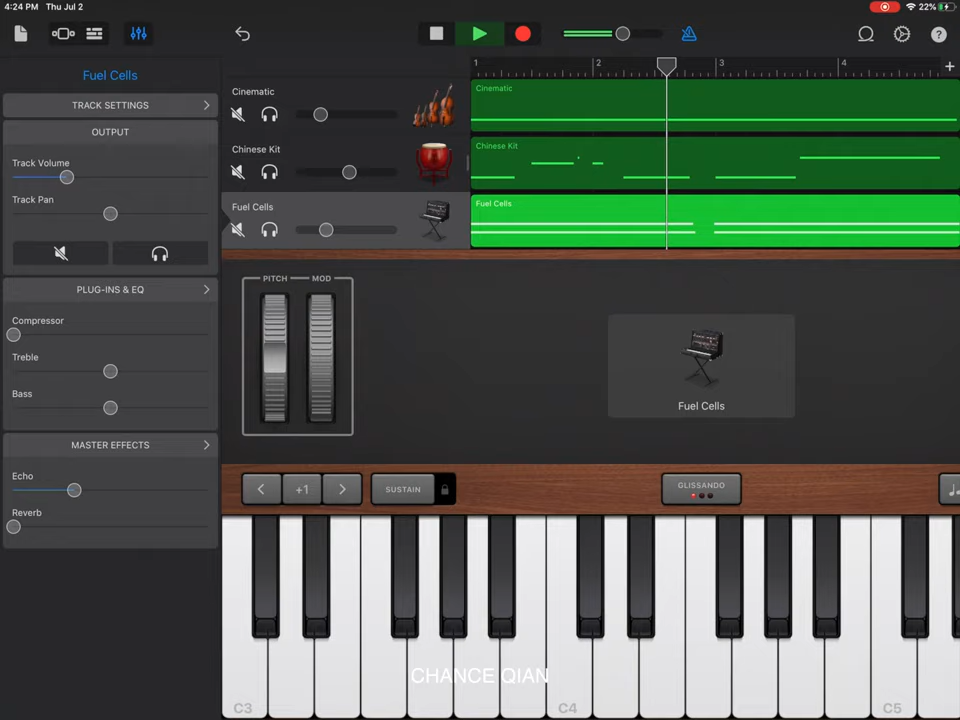 4:24 PM Thu Jul 2
22%
Fuel Cells
TRACK SETTINGS
OUTPUT
Track Volume
Track Pan
PLUG-INS & EQ
Compressor
Treble
Bass
MASTER EFFECTS
Echo
Reverb
1 2 3 4
Cinematic
Cinematic
Chinese Kit
Chinese Kit
Fuel Cells
Fuel Cells
PITCH MOD
Fuel Cells
+1
SUSTAIN
GLISSANDO
CHANCE QIAN
C3 C4 C5